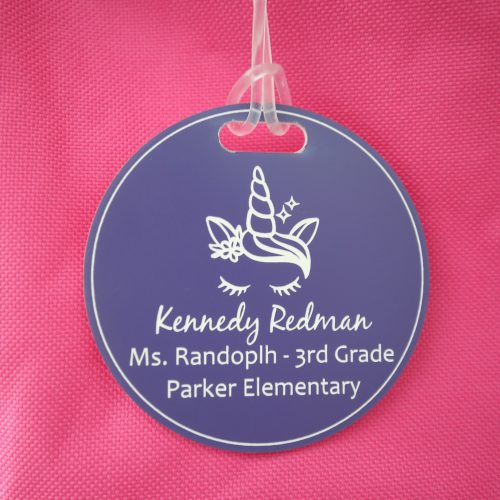 Kennedy Redman
Ms. Randoplh - 3rd Grade
Parker Elementary